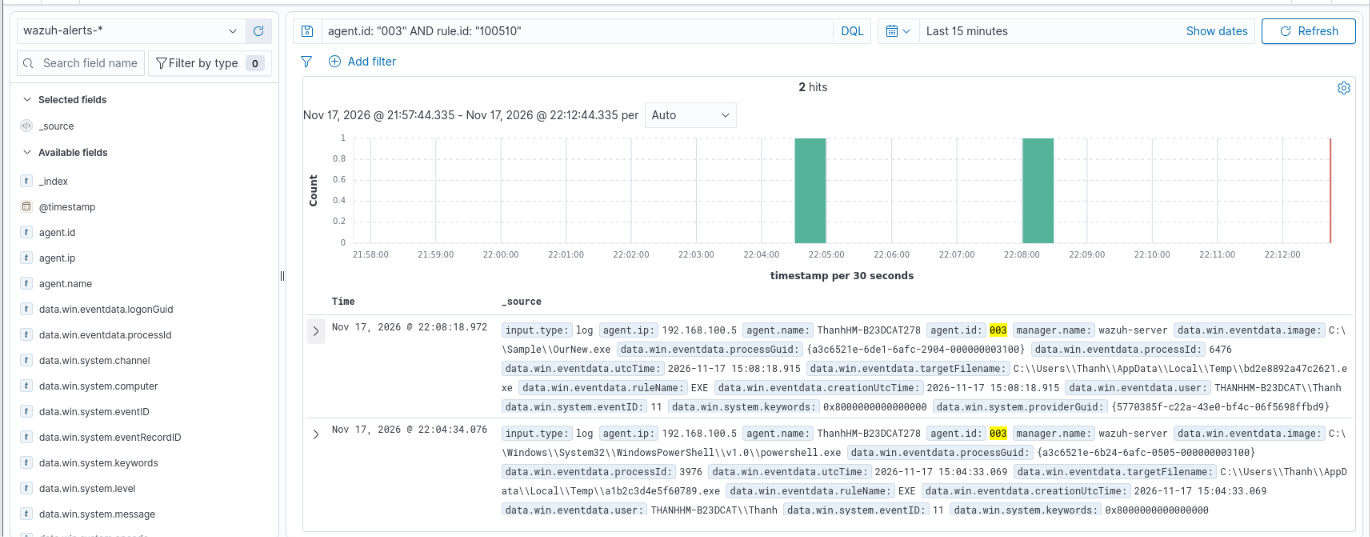 wazuh-alerts-*
Search field name
Filter by type 0
Selected fields
_source
Available fields
_index
@timestamp
agent.id
agent.ip
agent.name
data.win.eventdata.logonGuid
data.win.eventdata.processId
data.win.system.channel
data.win.system.computer
data.win.system.eventID
data.win.system.eventRecordID
data.win.system.keywords
data.win.system.level
data.win.system.message
agent.id: "003" AND rule.id: "100510"
DQL
Last 15 minutes
Show dates
Refresh
Add filter
2 hits
Nov 17, 2026 @ 21:57:44.335 - Nov 17, 2026 @ 22:12:44.335 per Auto
Count
1
0.8
0.6
0.4
0.2
0
21:58:00 21:59:00 22:00:00 22:01:00 22:02:00 22:03:00 22:04:00 22:05:00 22:06:00 22:07:00 22:08:00 22:09:00 22:10:00 22:11:00 22:12:00
timestamp per 30 seconds
Time _source
Nov 17, 2026 @ 22:08:18.972 input.type: log agent.ip: 192.168.100.5 agent.name: ThanhHM-B23DCAT278 agent.id: 003 manager.name: wazuh-server data.win.eventdata.image: C:\
\Sample\\OurNew.exe data.win.eventdata.processGuid: {a3c6521e-6de1-6afc-2904-000000003100} data.win.eventdata.processId: 6476
data.win.eventdata.utcTime: 2026-11-17 15:08:18.915 data.win.eventdata.targetFilename: C:\\Users\\Thanh\\AppData\\Local\\Temp\\bd2e8892a47c2621.e
xe data.win.eventdata.ruleName: EXE data.win.eventdata.creationUtcTime: 2026-11-17 15:08:18.915 data.win.eventdata.user: THANHHM-B23DCAT\\Thanh
data.win.system.eventID: 11 data.win.system.keywords: 0x8000000000000000 data.win.system.providerGuid: {5770385f-c22a-43e0-bf4c-06f5698ffbd9}
Nov 17, 2026 @ 22:04:34.076 input.type: log agent.ip: 192.168.100.5 agent.name: ThanhHM-B23DCAT278 agent.id: 003 manager.name: wazuh-server data.win.eventdata.image: C:\
\Windows\\System32\\WindowsPowerShell\\v1.0\\powershell.exe data.win.eventdata.processGuid: {a3c6521e-6b24-6afc-0505-000000003100}
data.win.eventdata.processId: 3976 data.win.eventdata.utcTime: 2026-11-17 15:04:33.069 data.win.eventdata.targetFilename: C:\\Users\\Thanh\\AppD
ata\\Local\\Temp\\a1b2c3d4e5f60789.exe data.win.eventdata.ruleName: EXE data.win.eventdata.creationUtcTime: 2026-11-17 15:04:33.069
data.win.eventdata.user: THANHHM-B23DCAT\\Thanh data.win.system.eventID: 11 data.win.system.keywords: 0x8000000000000000